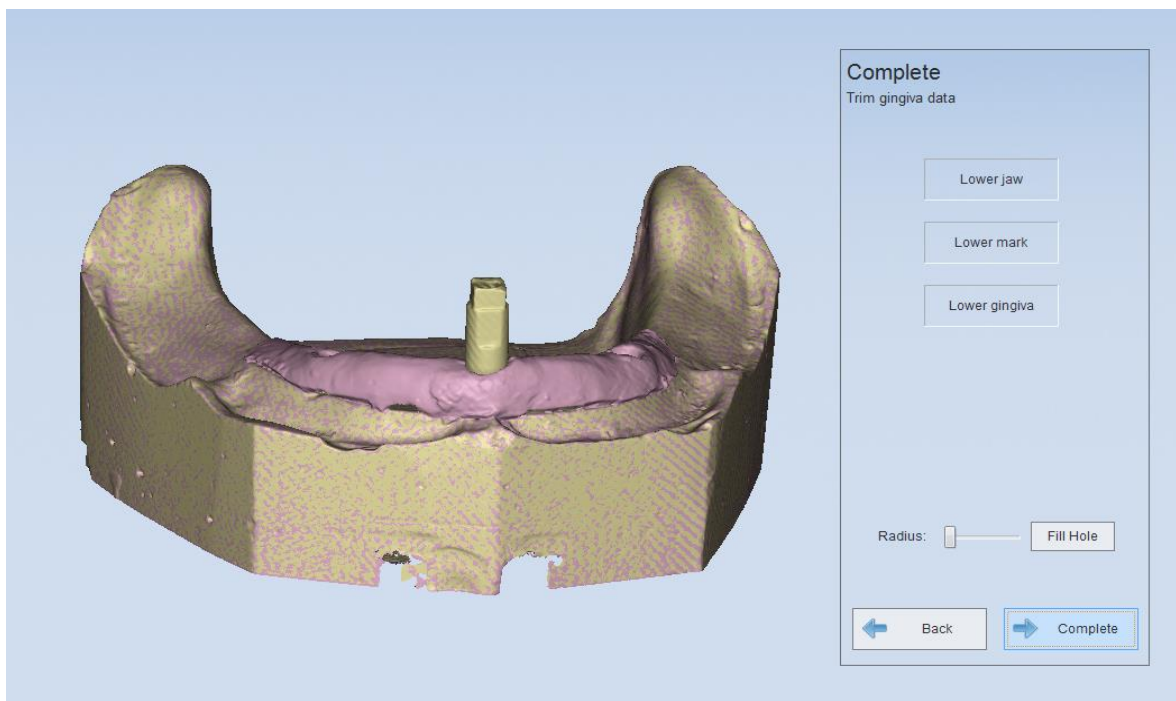 Complete
Trim gingiva data
Lower jaw
Lower mark
Lower gingiva
Radius:
Fill Hole
Back
Complete